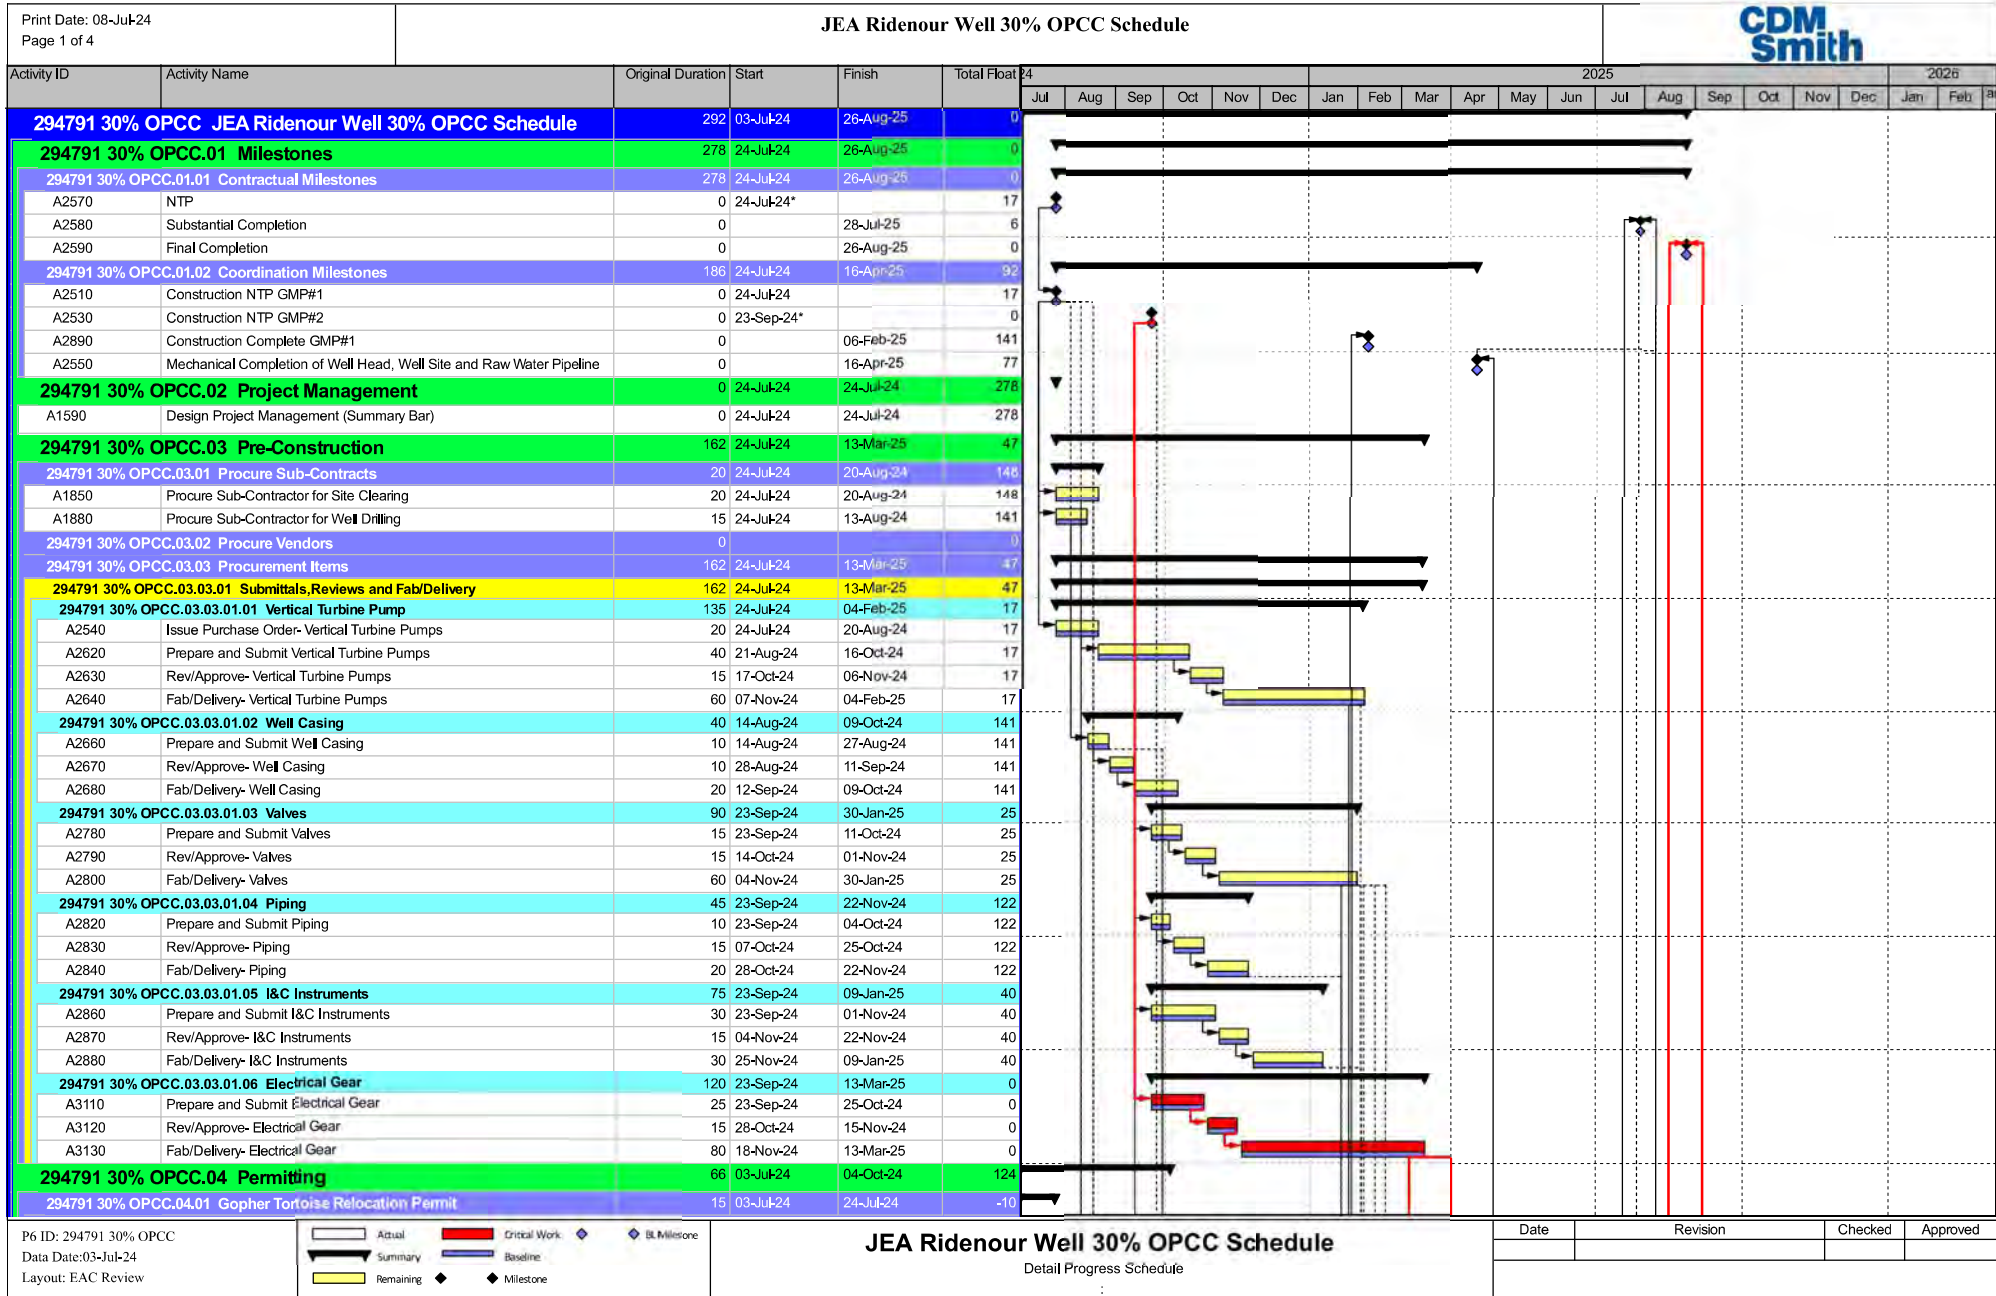 Print Date: 08-Jul-24
Page 1 of 4
JEA Ridenour Well 30% OPCC Schedule
CDM Smith
Activity ID Activity Name Original Duration Start Finish Total Float 24 2025 2026
Jul Aug Sep Oct Nov Dec Jan Feb Mar Apr May Jun Jul Aug Sep Oct Nov Dec Jan Feb
294791 30% OPCC JEA Ridenour Well 30% OPCC Schedule 292 03-Jul-24 26-Aug-25 0
294791 30% OPCC.01 Milestones 278 24-Jul-24 26-Aug-25 0
294791 30% OPCC.01.01 Contractual Milestones 278 24-Jul-24 26-Aug-25 0
A2570 NTP 0 24-Jul-24* 17
A2580 Substantial Completion 0 28-Jul-25 6
A2590 Final Completion 0 26-Aug-25 0
294791 30% OPCC.01.02 Coordination Milestones 186 24-Jul-24 16-Apr-25 92
A2510 Construction NTP GMP#1 0 24-Jul-24 17
A2530 Construction NTP GMP#2 0 23-Sep-24* 0
A2890 Construction Complete GMP#1 0 06-Feb-25 141
A2550 Mechanical Completion of Well Head, Well Site and Raw Water Pipeline 0 16-Apr-25 77
294791 30% OPCC.02 Project Management 0 24-Jul-24 24-Jul-24 278
A1590 Design Project Management (Summary Bar) 0 24-Jul-24 24-Jul-24 278
294791 30% OPCC.03 Pre-Construction 162 24-Jul-24 13-Mar-25 47
294791 30% OPCC.03.01 Procure Sub-Contracts 20 24-Jul-24 20-Aug-24 148
A1850 Procure Sub-Contractor for Site Clearing 20 24-Jul-24 20-Aug-24 148
A1880 Procure Sub-Contractor for Well Drilling 15 24-Jul-24 13-Aug-24 141
294791 30% OPCC.03.02 Procure Vendors 0 0
294791 30% OPCC.03.03 Procurement Items 162 24-Jul-24 13-Mar-25 47
294791 30% OPCC.03.03.01 Submittals,Reviews and Fab/Delivery 162 24-Jul-24 13-Mar-25 47
294791 30% OPCC.03.03.01.01 Vertical Turbine Pump 135 24-Jul-24 04-Feb-25 17
A2540 Issue Purchase Order- Vertical Turbine Pumps 20 24-Jul-24 20-Aug-24 17
A2620 Prepare and Submit Vertical Turbine Pumps 40 21-Aug-24 16-Oct-24 17
A2630 Rev/Approve- Vertical Turbine Pumps 15 17-Oct-24 06-Nov-24 17
A2640 Fab/Delivery- Vertical Turbine Pumps 60 07-Nov-24 04-Feb-25 17
294791 30% OPCC.03.03.01.02 Well Casing 40 14-Aug-24 09-Oct-24 141
A2660 Prepare and Submit Well Casing 10 14-Aug-24 27-Aug-24 141
A2670 Rev/Approve- Well Casing 10 28-Aug-24 11-Sep-24 141
A2680 Fab/Delivery- Well Casing 20 12-Sep-24 09-Oct-24 141
294791 30% OPCC.03.03.01.03 Valves 90 23-Sep-24 30-Jan-25 25
A2780 Prepare and Submit Valves 15 23-Sep-24 11-Oct-24 25
A2790 Rev/Approve- Valves 15 14-Oct-24 01-Nov-24 25
A2800 Fab/Delivery- Valves 60 04-Nov-24 30-Jan-25 25
294791 30% OPCC.03.03.01.04 Piping 45 23-Sep-24 22-Nov-24 122
A2820 Prepare and Submit Piping 10 23-Sep-24 04-Oct-24 122
A2830 Rev/Approve- Piping 15 07-Oct-24 25-Oct-24 122
A2840 Fab/Delivery- Piping 20 28-Oct-24 22-Nov-24 122
294791 30% OPCC.03.03.01.05 I&C Instruments 75 23-Sep-24 09-Jan-25 40
A2860 Prepare and Submit I&C Instruments 30 23-Sep-24 01-Nov-24 40
A2870 Rev/Approve- I&C Instruments 15 04-Nov-24 22-Nov-24 40
A2880 Fab/Delivery- I&C Instruments 30 25-Nov-24 09-Jan-25 40
294791 30% OPCC.03.03.01.06 Electrical Gear 120 23-Sep-24 13-Mar-25 0
A3110 Prepare and Submit Electrical Gear 25 23-Sep-24 25-Oct-24 0
A3120 Rev/Approve- Electrical Gear 15 28-Oct-24 15-Nov-24 0
A3130 Fab/Delivery- Electrical Gear 80 18-Nov-24 13-Mar-25 0
294791 30% OPCC.04 Permitting 66 03-Jul-24 04-Oct-24 124
294791 30% OPCC.04.01 Gopher Tortoise Relocation Permit 15 03-Jul-24 24-Jul-24 -10
P6 ID: 294791 30% OPCC
Data Date:03-Jul-24
Layout: EAC Review
Actual Critical Work BL Milestone
Summary Baseline
Remaining Milestone
JEA Ridenour Well 30% OPCC Schedule
Detail Progress Schedule
Date Revision Checked Approved